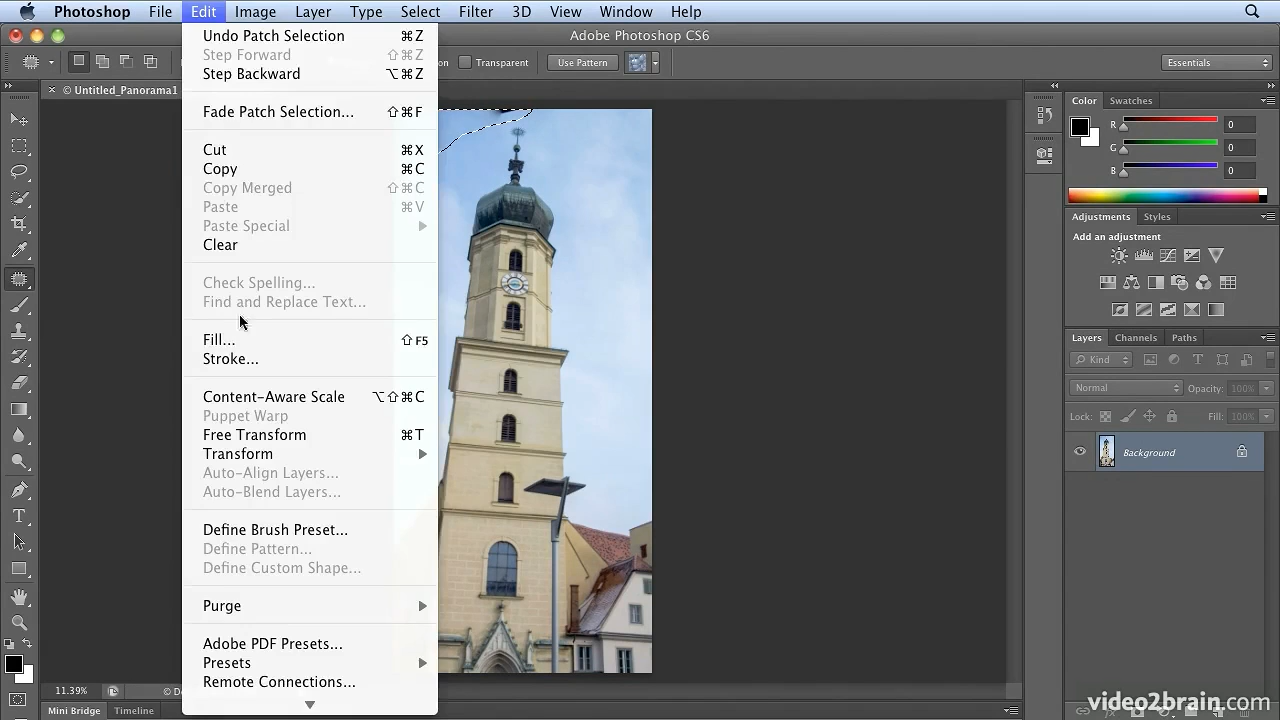 Photoshop File Edit Image Layer Type Select Filter 3D View Window Help
Adobe Photoshop CS6
Transparent Use Pattern Essentials
× © Untitled_Panorama1
Undo Patch Selection ⌘Z
Step Forward ⇧⌘Z
Step Backward ⌥⌘Z
Fade Patch Selection... ⇧⌘F
Cut ⌘X
Copy ⌘C
Copy Merged ⇧⌘C
Paste ⌘V
Paste Special
Clear
Check Spelling...
Find and Replace Text...
Fill... ⇧F5
Stroke...
Content-Aware Scale ⌥⇧⌘C
Puppet Warp
Free Transform ⌘T
Transform
Auto-Align Layers...
Auto-Blend Layers...
Define Brush Preset...
Define Pattern...
Define Custom Shape...
Purge
Adobe PDF Presets...
Presets
Remote Connections...
Color Swatches
R 0
G 0
B 0
Adjustments Styles
Add an adjustment
Layers Channels Paths
Kind
Normal Opacity: 100%
Lock: Fill: 100%
Background
11.39%
Mini Bridge Timeline
video2brain.com